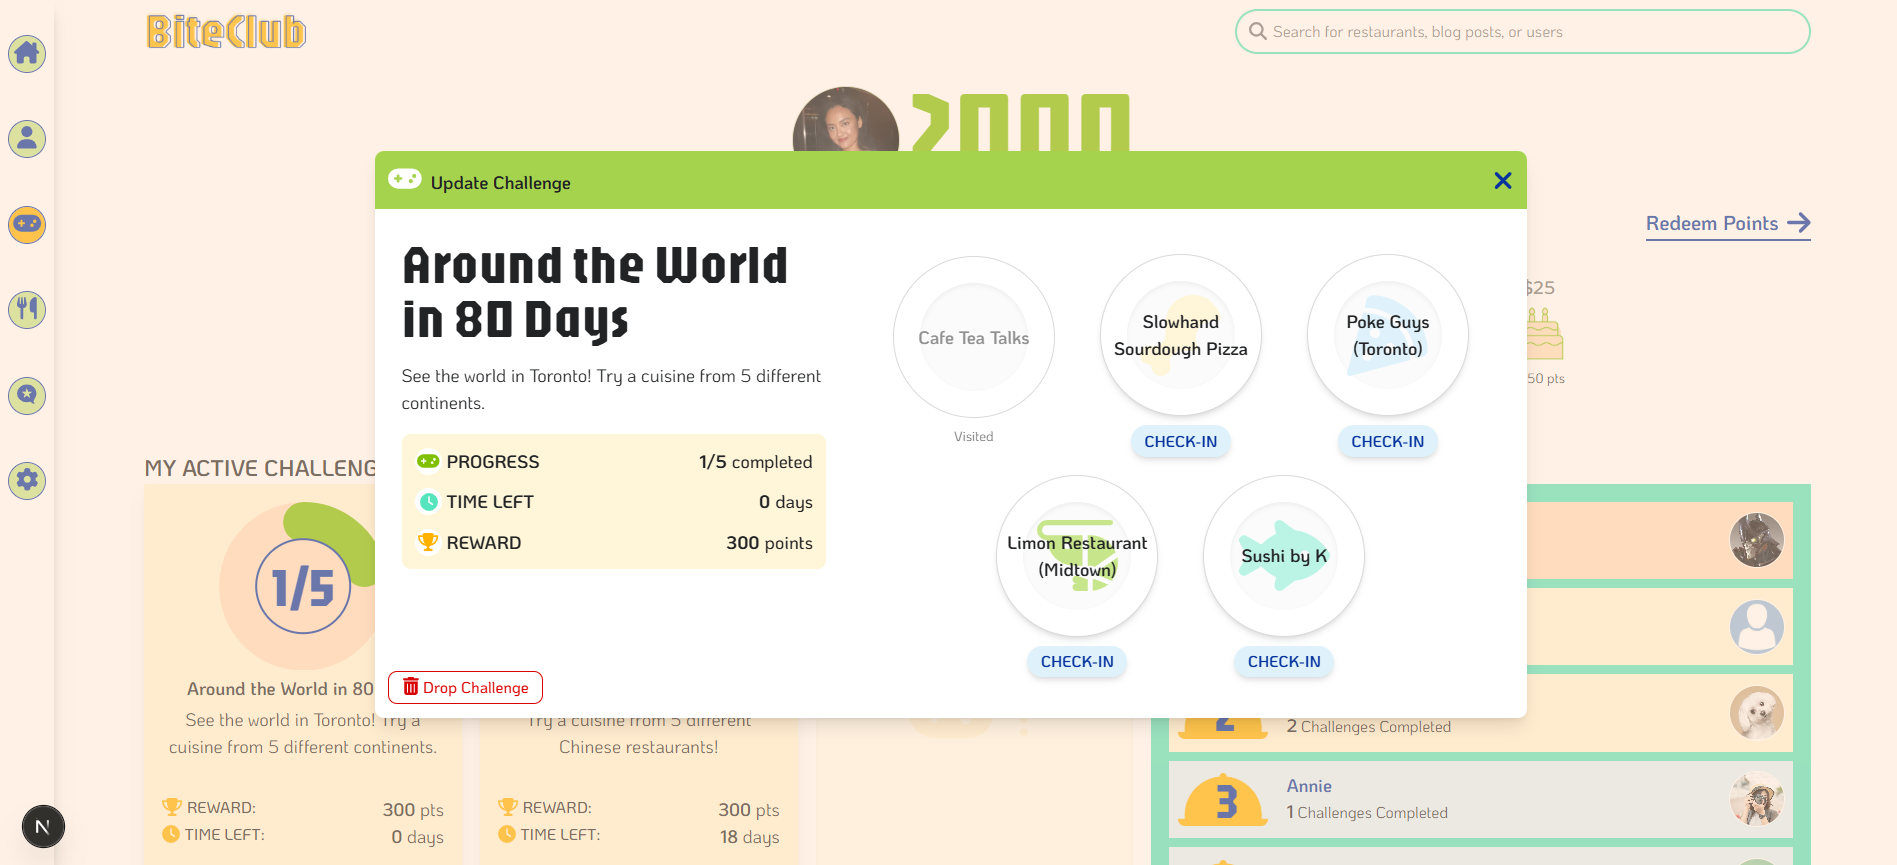 BiteClub
Search for restaurants, blog posts, or users
2000
Update Challenge
Redeem Points
$25
50 pts
Around the World
in 80 Days
See the world in Toronto! Try a cuisine from 5 different
continents.
PROGRESS 1/5 completed
TIME LEFT 0 days
REWARD 300 points
Drop Challenge
Cafe Tea Talks
Visited
Slowhand
Sourdough Pizza
CHECK-IN
Poke Guys
(Toronto)
CHECK-IN
Limon Restaurant
(Midtown)
CHECK-IN
Sushi by K
CHECK-IN
MY ACTIVE CHALLENG
1/5
Around the World in 80
See the world in Toronto! Try a
cuisine from 5 different continents.
REWARD: 300 pts
TIME LEFT: 0 days
Try a cuisine from 5 different
Chinese restaurants!
REWARD: 300 pts
TIME LEFT: 18 days
2
2 Challenges Completed
3
Annie
1 Challenges Completed
N